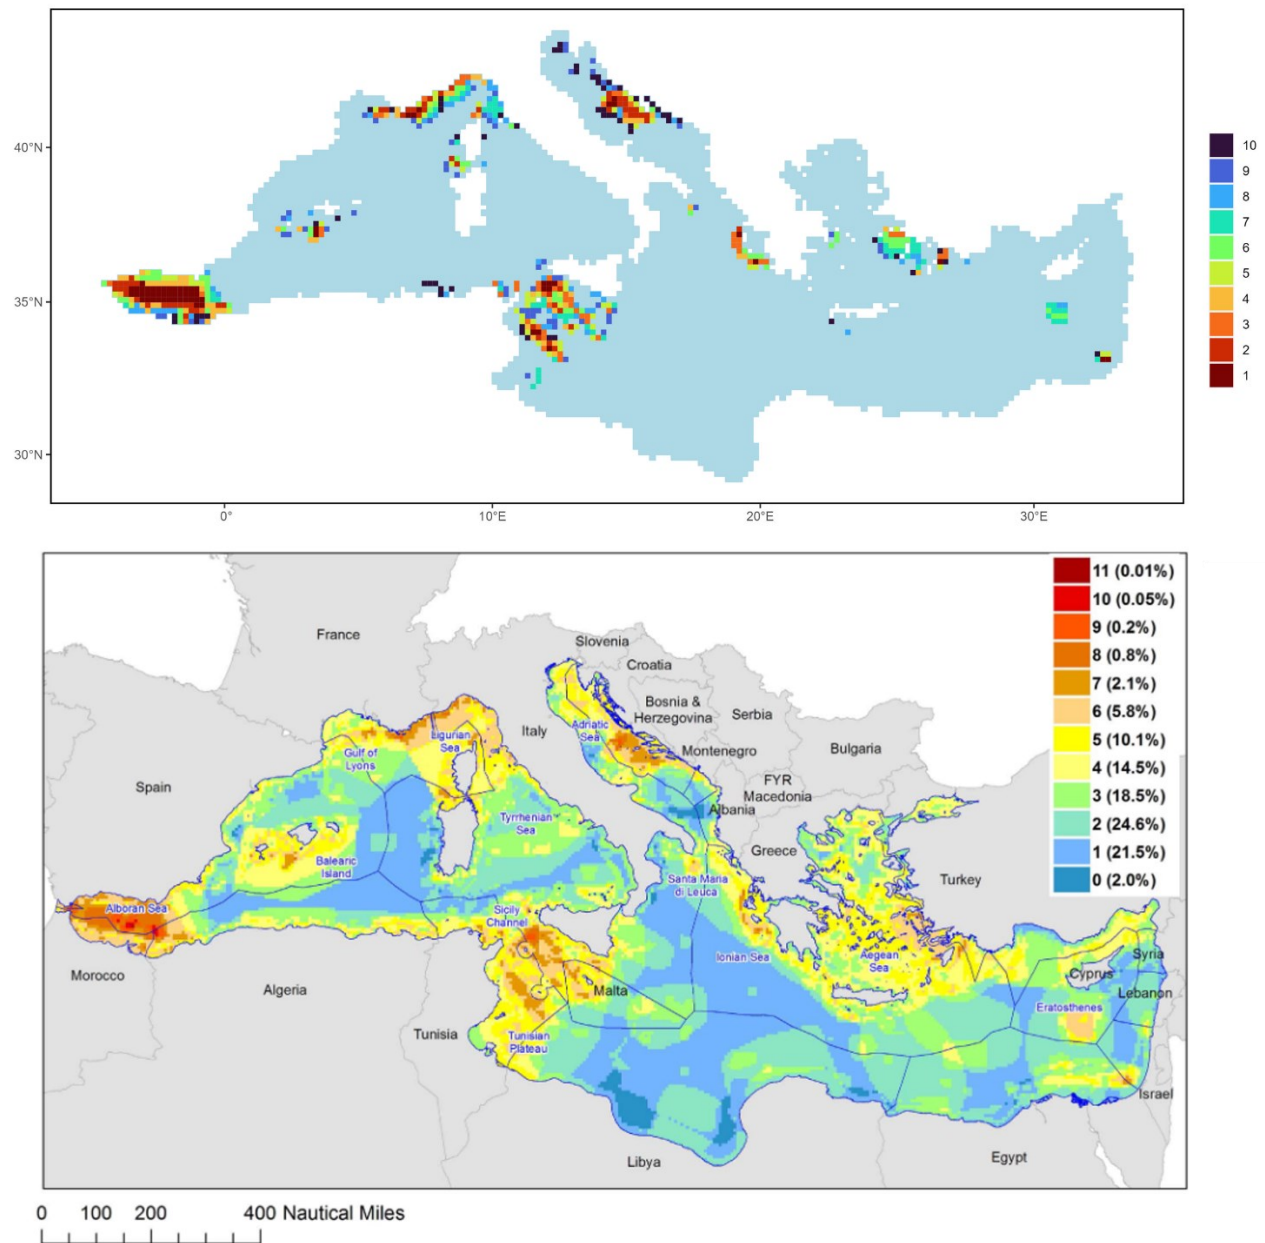 40°N
35°N
30°N
0°
10°E
20°E
30°E
10
9
8
7
6
5
4
3
2
1
11 (0.01%)
10 (0.05%)
9 (0.2%)
8 (0.8%)
7 (2.1%)
6 (5.8%)
5 (10.1%)
4 (14.5%)
3 (18.5%)
2 (24.6%)
1 (21.5%)
0 (2.0%)
France
Slovenia
Croatia
Bosnia &
Herzegovina
Serbia
Montenegro
Bulgaria
FYR
Macedonia
Albania
Italy
Spain
Greece
Turkey
Ligurian
Sea
Gulf of
Lyons
Adriatic
Sea
Tyrrhenian
Sea
Balearic
Island
Santa Maria
di Leuca
Alboran Sea
Sicily
Channel
Ionian Sea
Aegean
Sea
Morocco
Algeria
Malta
Tunisia
Tunisian
Plateau
Cyprus
Syria
Lebanon
Eratosthenes
Israel
Libya
Egypt
0 100 200 400 Nautical Miles